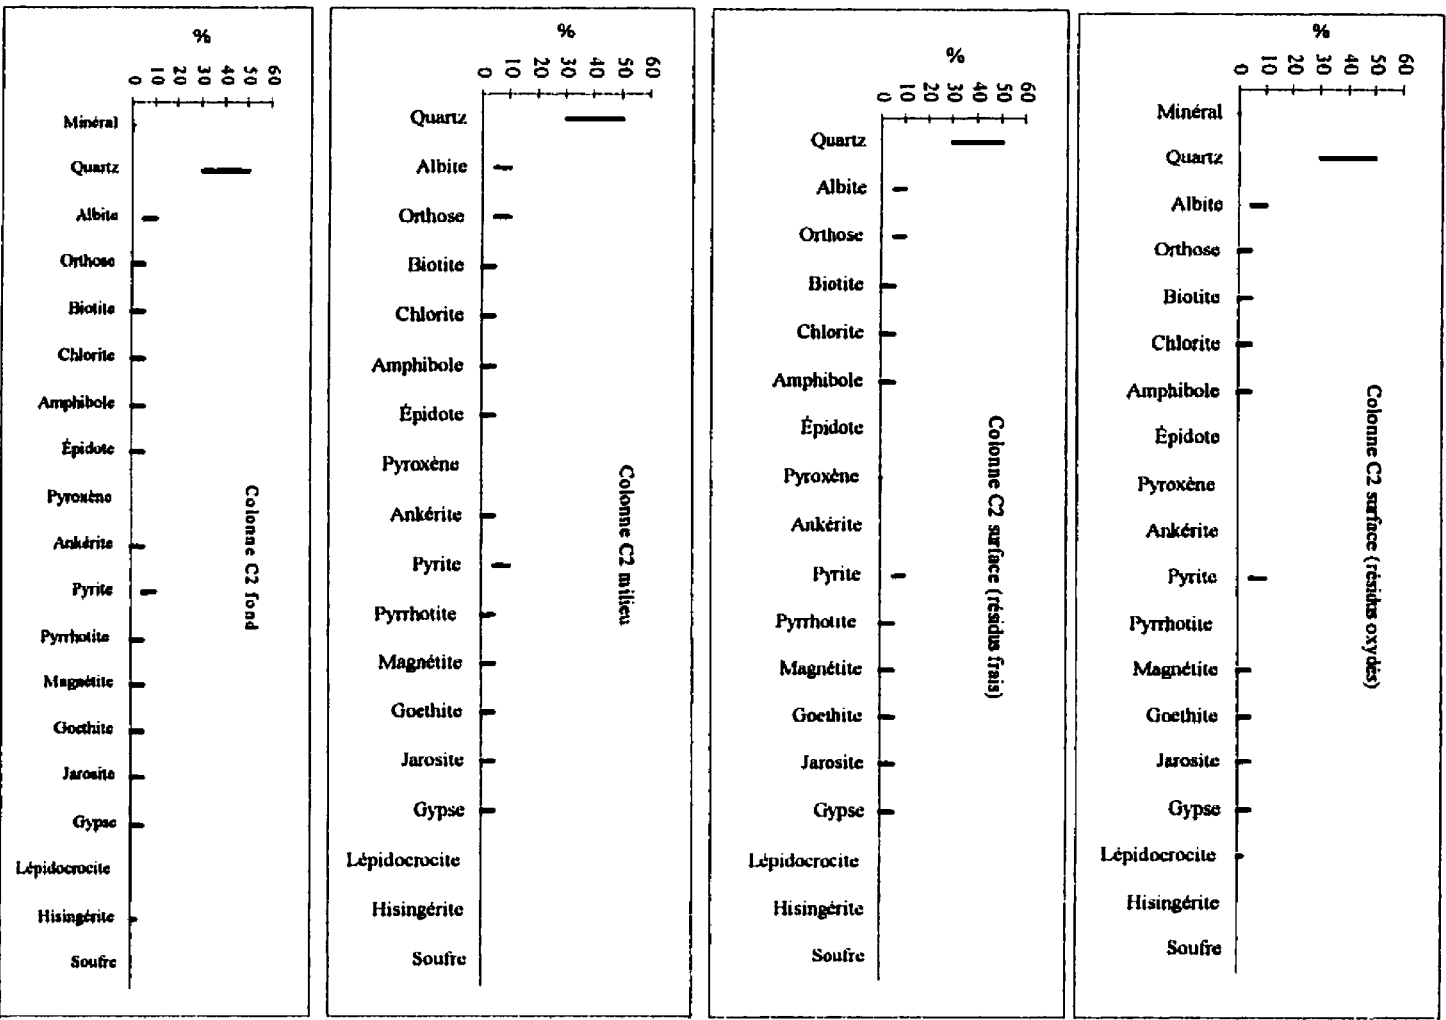 %
0 10 20 30 40 50 60
Minéral
Quartz
Albite
Orthose
Biotite
Chlorite
Amphibole
Épidote
Pyroxène
Ankérite
Pyrite
Pyrrhotite
Magnétite
Goethite
Jarosite
Gypse
Lépidocrocite
Hisingérite
Soufre
Colonne C2 fond
%
0 10 20 30 40 50 60
Quartz
Albite
Orthose
Biotite
Chlorite
Amphibole
Épidote
Pyroxène
Ankérite
Pyrite
Pyrrhotite
Magnétite
Goethite
Jarosite
Gypse
Lépidocrocite
Hisingérite
Soufre
Colonne C2 milieu
%
0 10 20 30 40 50 60
Quartz
Albite
Orthose
Biotite
Chlorite
Amphibole
Épidote
Pyroxène
Ankérite
Pyrite
Pyrrhotite
Magnétite
Goethite
Jarosite
Gypse
Lépidocrocite
Hisingérite
Soufre
Colonne C2 surface (résidus frais)
%
0 10 20 30 40 50 60
Minéral
Quartz
Albite
Orthose
Biotite
Chlorite
Amphibole
Épidote
Pyroxène
Ankérite
Pyrite
Pyrrhotite
Magnétite
Goethite
Jarosite
Gypse
Lépidocrocite
Hisingérite
Soufre
Colonne C2 surface (résidus oxydés)